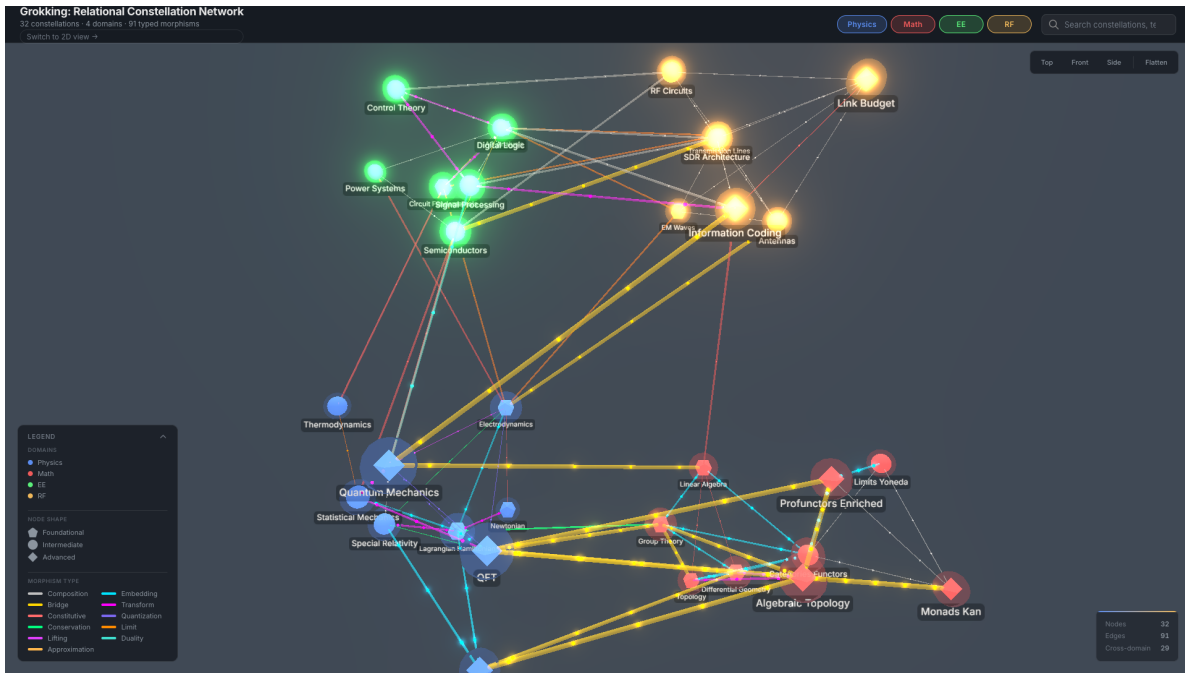 Grokking: Relational Constellation Network
32 constellations · 4 domains · 91 typed morphisms
Switch to 2D view →
Physics
Math
EE
RF
Search constellations, te
Top
Front
Side
Flatten
RF Circuits
Control Theory
Link Budget
Digital Logic
SDR Architecture
Power Systems
Circuit
Signal Processing
EM Waves
Information Coding
Antennas
Semiconductors
Electrodynamics
Thermodynamics
Linear Algebra
Limits Yoneda
Quantum Mechanics
Profunctors Enriched
Statistical Mechanics
Newtonian
Special Relativity
Lagrangian
Group Theory
QFT
Functors
Differential Geometry
Topology
Algebraic Topology
Monads Kan
LEGEND
DOMAINS
Physics
Math
EE
RF
NODE SHAPE
Foundational
Intermediate
Advanced
MORPHISM TYPE
Composition
Embedding
Bridge
Transform
Constitutive
Quantization
Conservation
Limit
Lifting
Duality
Approximation
Nodes 32
Edges 91
Cross-domain 29